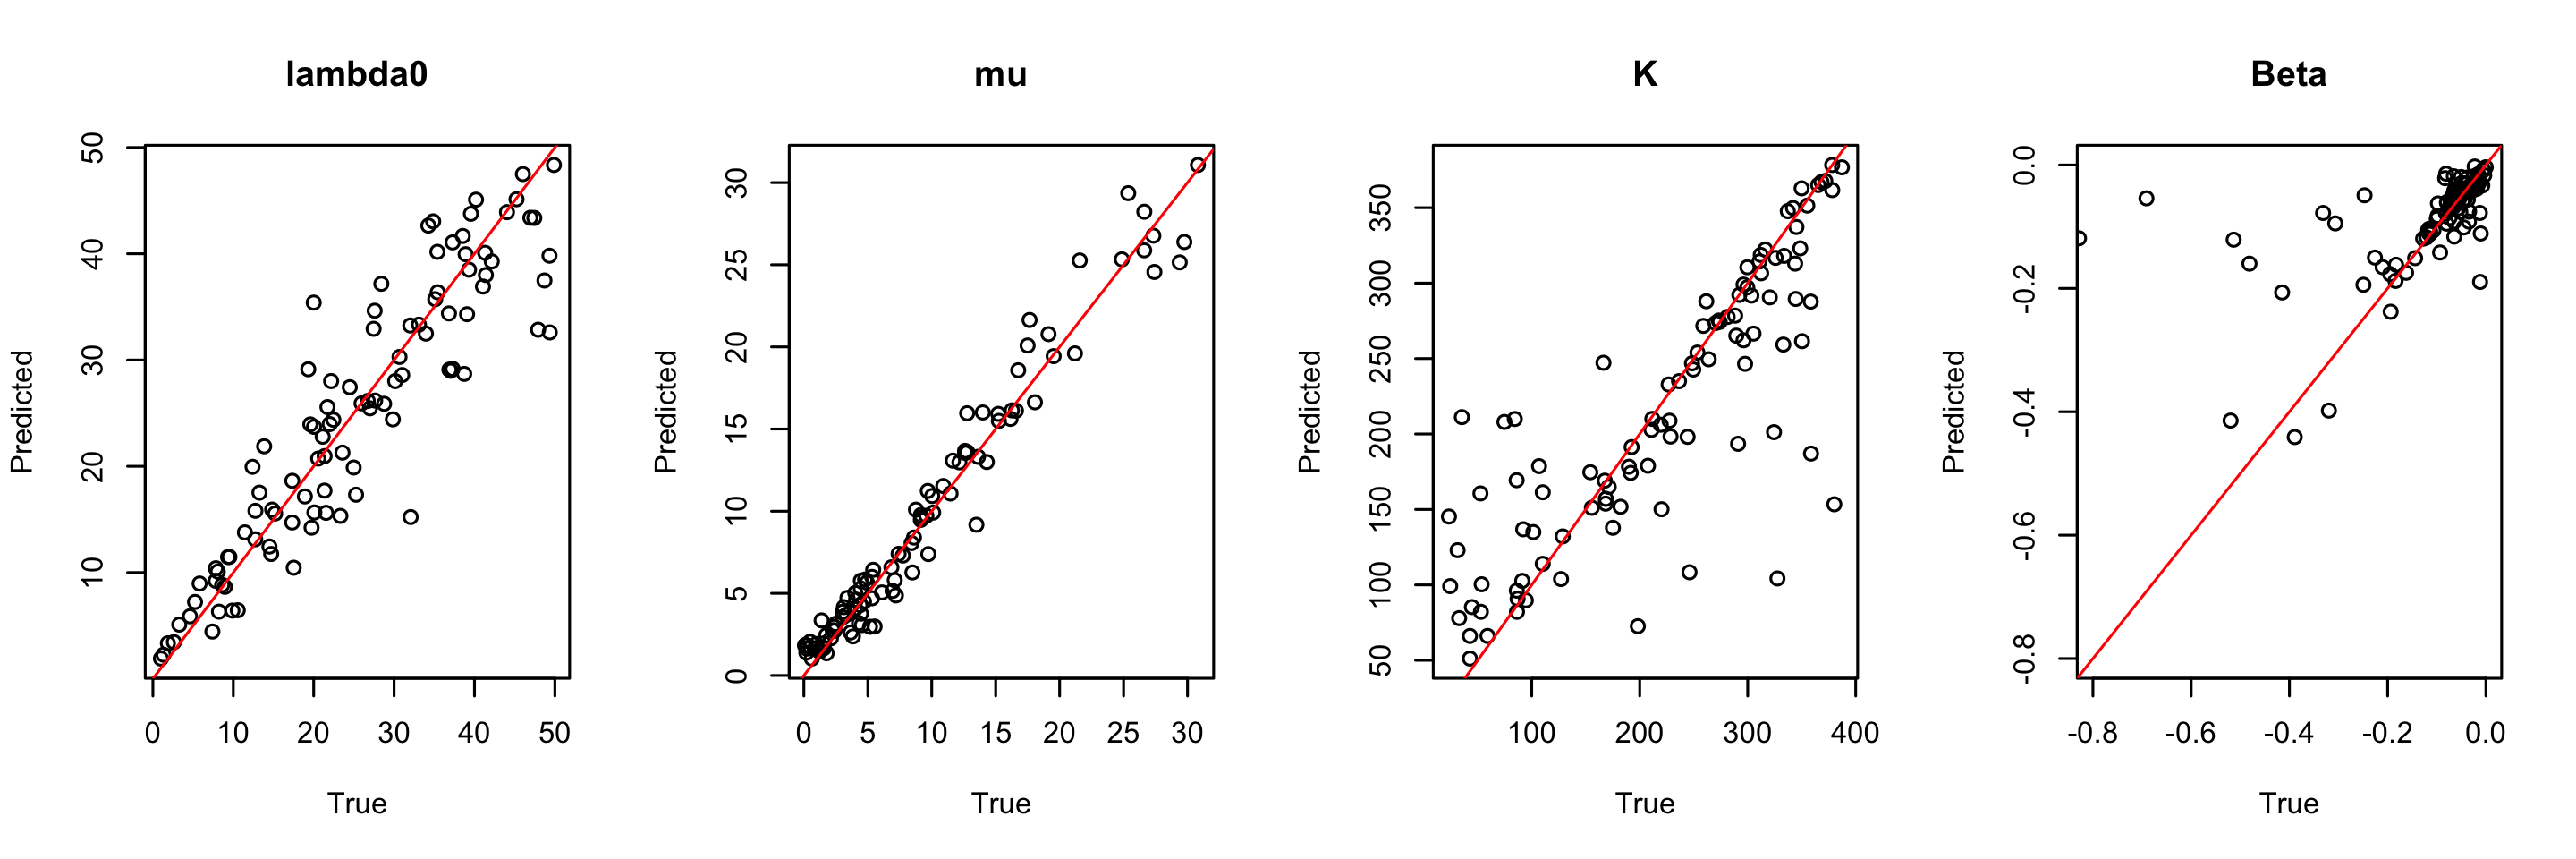 lambda0
50
40
30
20
10
Predicted
0 10 20 30 40 50
True
mu
30
25
20
15
10
5
0
Predicted
0 5 10 15 20 25 30
True
K
350
300
250
200
150
100
50
Predicted
100 200 300 400
True
Beta
0.0
-0.2
-0.4
-0.6
-0.8
Predicted
-0.8 -0.6 -0.4 -0.2 0.0
True